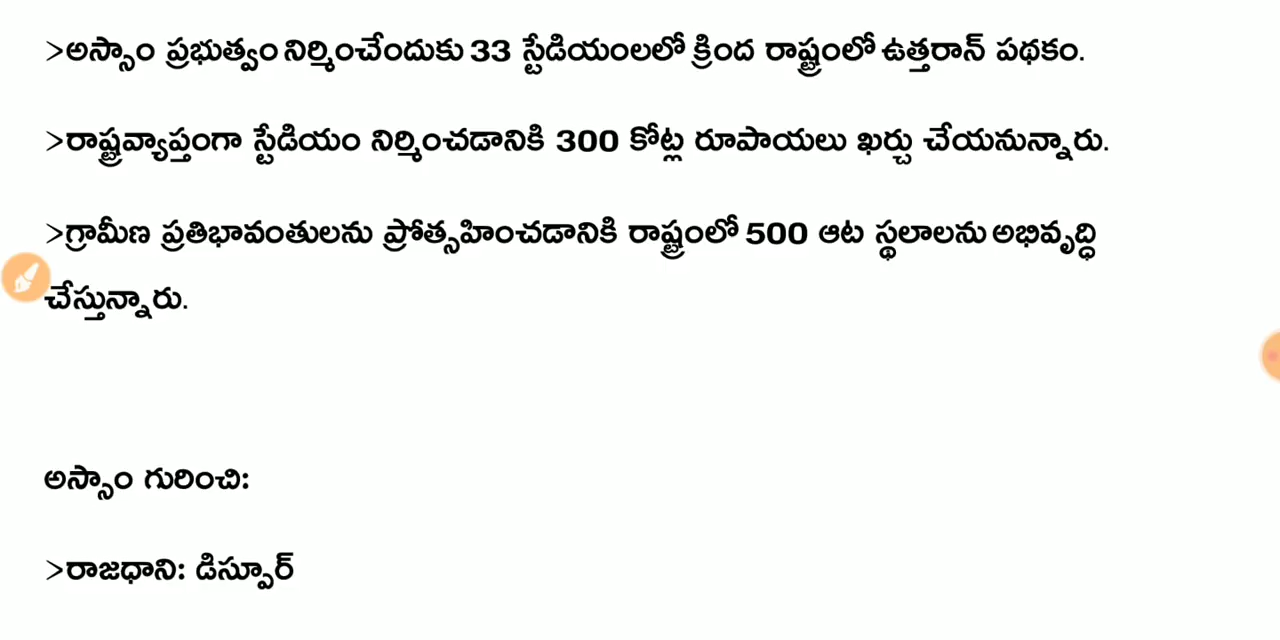 >అస్సాం ప్రభుత్వం నిర్మించేందుకు 33 స్టేడియంలలో క్రింద రాష్ట్రంలో ఉత్తరాన్ పథకం.
>రాష్ట్రవ్యాప్తంగా స్టేడియం నిర్మించడానికి 300 కోట్ల రూపాయలు ఖర్చు చేయనున్నారు.
>గ్రామీణ ప్రతిభావంతులను ప్రోత్సహించడానికి రాష్ట్రంలో 500 ఆట స్థలాలను అభివృద్ధి
చేస్తున్నారు.
అస్సాం గురించి:
>రాజధాని: డిస్పూర్